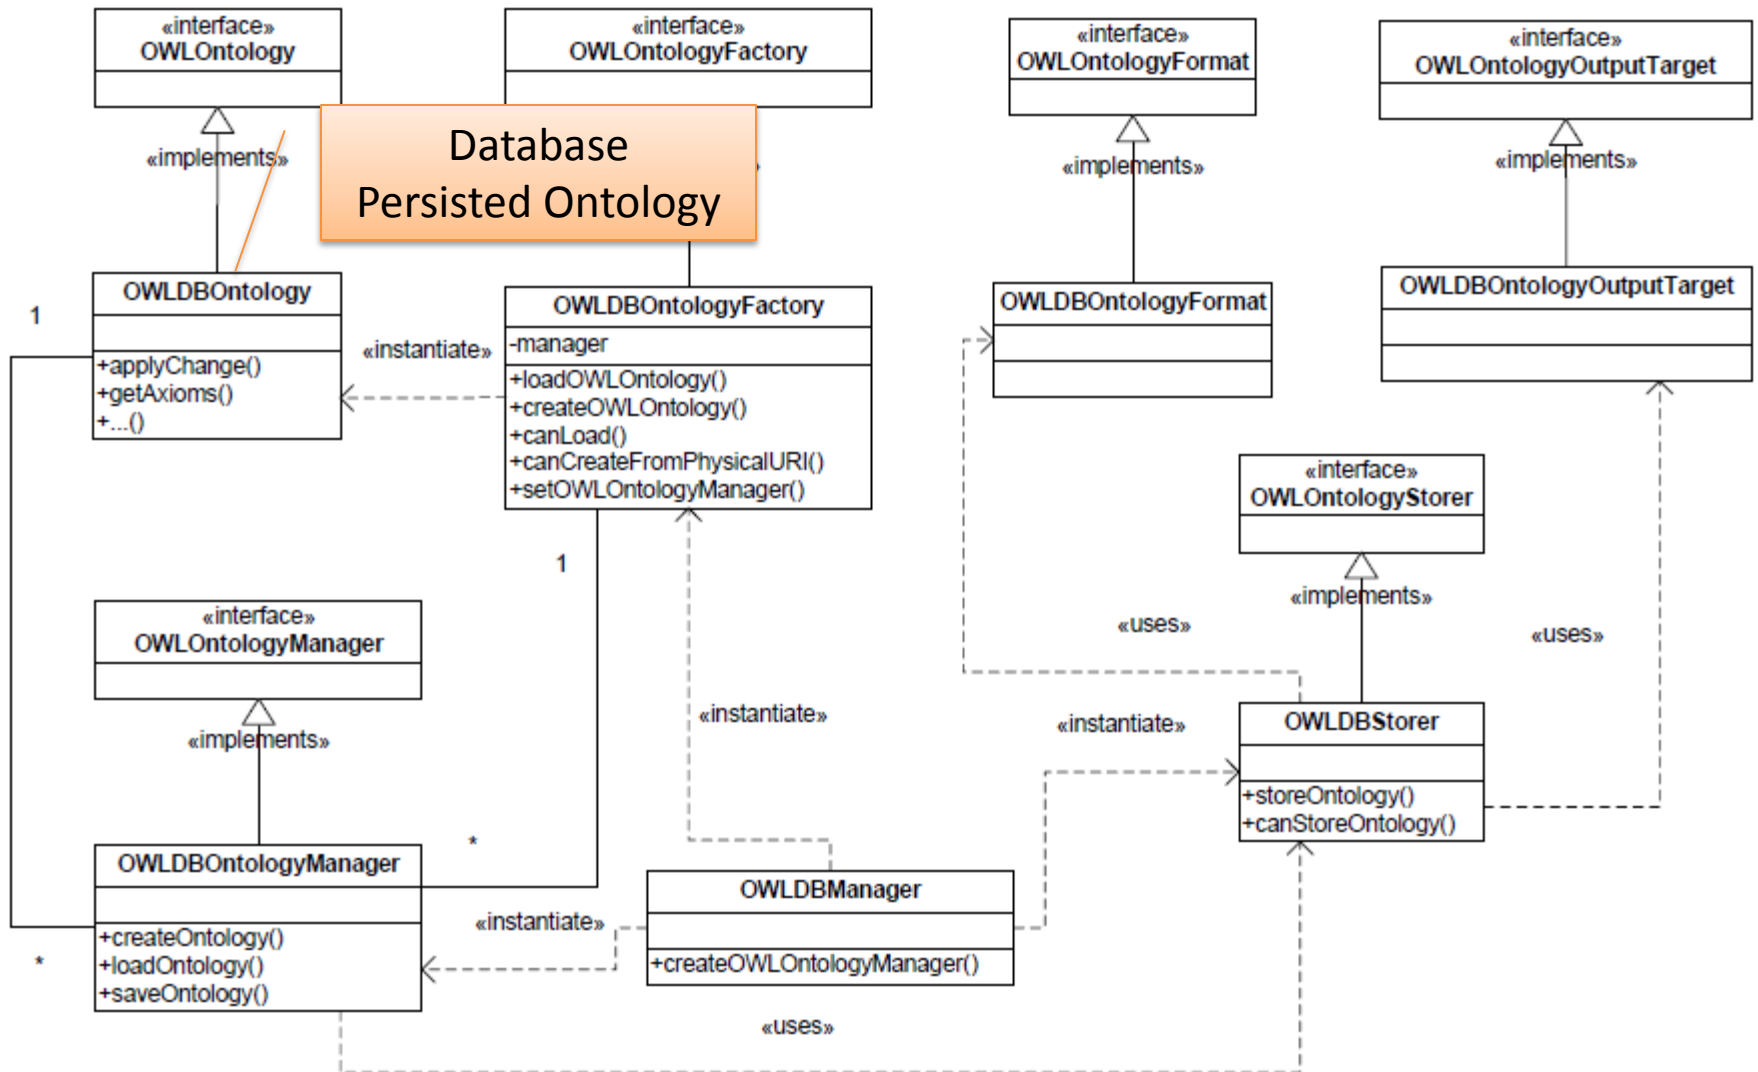 «interface»
OWLOntology
«interface»
OWLOntologyFactory
«interface»
OWLOntologyFormat
«interface»
OWLOntologyOutputTarget
«implements»
Database
Persisted Ontology
«implements»
«implements»
OWLDBOntology
+applyChange()
+getAxioms()
+...()
1
«instantiate»
OWLDBOntologyFactory
-manager
+loadOWLOntology()
+createOWLOntology()
+canLoad()
+canCreateFromPhysicalURI()
+setOWLOntologyManager()
OWLDBOntologyFormat
OWLDBOntologyOutputTarget
«interface»
OWLOntologyStorer
1
«implements»
«uses»
«uses»
«interface»
OWLOntologyManager
«implements»
«instantiate»
«instantiate»
OWLDBStorer
+storeOntology()
+canStoreOntology()
*
OWLDBOntologyManager
+createOntology()
+loadOntology()
+saveOntology()
*
«instantiate»
OWLDBManager
+createOWLOntologyManager()
«uses»